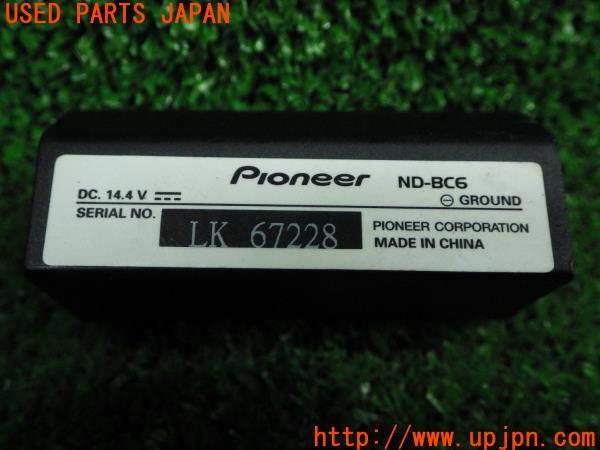 USED PARTS JAPAN
Pioneer ND-BC6
DC. 14.4 V ⊖ GROUND
SERIAL NO. LK 67228 PIONEER CORPORATION
MADE IN CHINA
http://www.upjpn.com